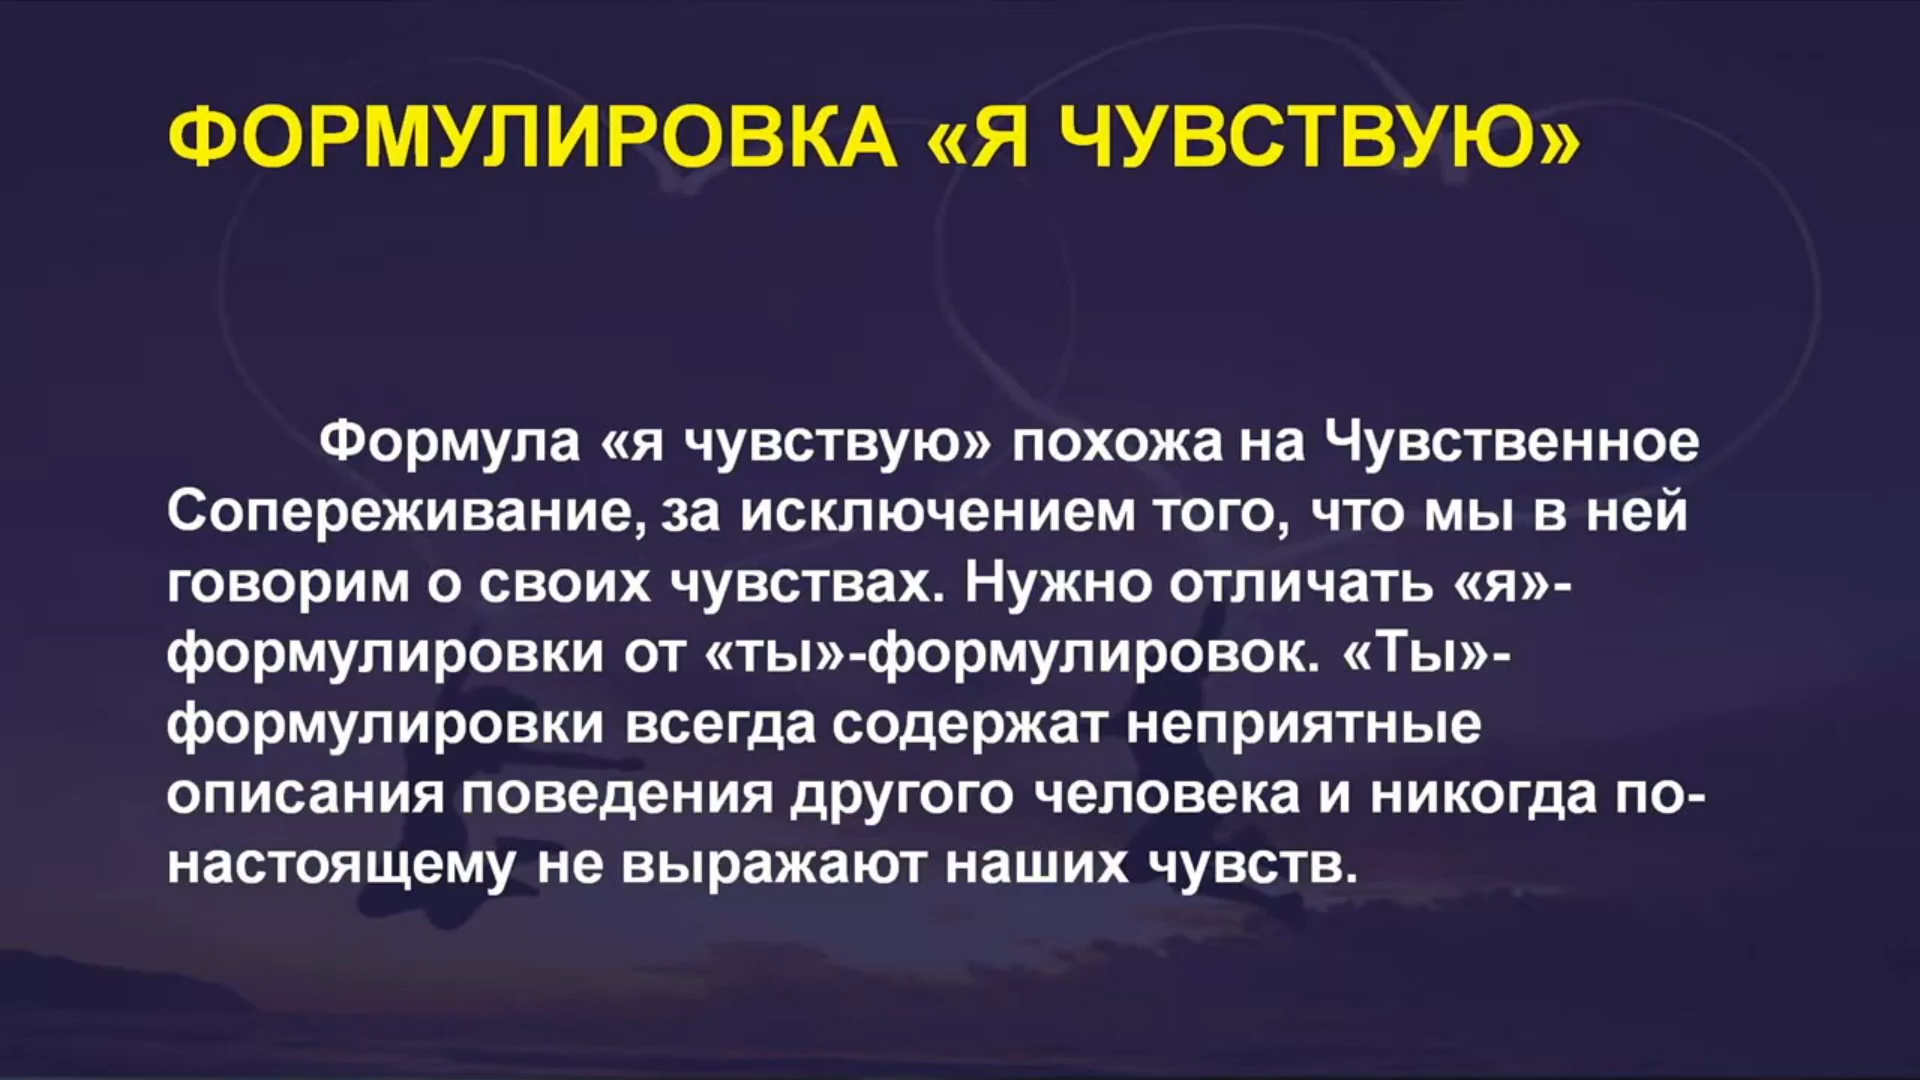 ФОРМУЛИРОВКА «Я ЧУВСТВУЮ»
Формула «я чувствую» похожа на Чувственное
Сопереживание, за исключением того, что мы в ней
говорим о своих чувствах. Нужно отличать «я»-
формулировки от «ты»-формулировок. «Ты»-
формулировки всегда содержат неприятные
описания поведения другого человека и никогда по-
настоящему не выражают наших чувств.